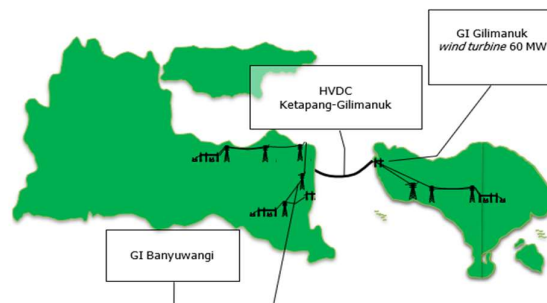 GI Gilimanuk
wind turbine 60 MW
HVDC
Ketapang-Gilimanuk
GI Banyuwangi